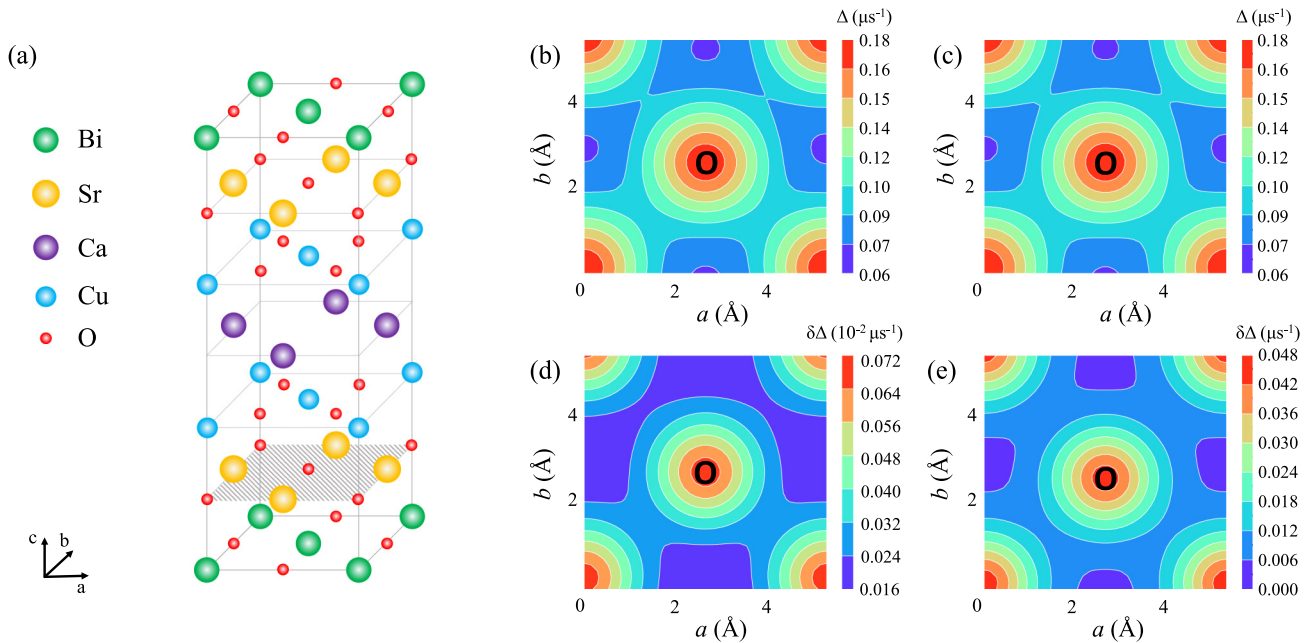 (a)
Bi
Sr
Ca
Cu
O
c
b
a
(b)
Δ (μs⁻¹)
0.18
0.16
0.15
0.14
0.12
0.10
0.09
0.07
0.06
b (Å)
4
2
0
2
4
a (Å)
O
(c)
Δ (μs⁻¹)
0.18
0.16
0.15
0.14
0.12
0.10
0.09
0.07
0.06
b (Å)
4
2
0
2
4
a (Å)
O
(d)
δΔ (10⁻² μs⁻¹)
0.072
0.064
0.056
0.048
0.040
0.032
0.024
0.016
b (Å)
4
2
0
2
4
a (Å)
O
(e)
δΔ (μs⁻¹)
0.048
0.042
0.036
0.030
0.024
0.018
0.012
0.006
0.000
b (Å)
4
2
0
2
4
a (Å)
O